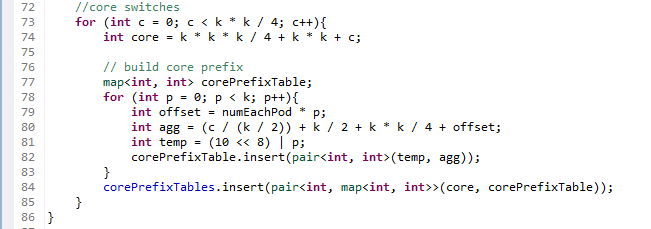 72 //core switches
73 for (int c = 0; c < k * k / 4; c++){
74 int core = k * k * k / 4 + k * k + c;
75
76 // build core prefix
77 map<int, int> corePrefixTable;
78 for (int p = 0; p < k; p++){
79 int offset = numEachPod * p;
80 int agg = (c / (k / 2)) + k / 2 + k * k / 4 + offset;
81 int temp = (10 << 8) | p;
82 corePrefixTable.insert(pair<int, int>(temp, agg));
83 }
84 corePrefixTables.insert(pair<int, map<int, int>>(core, corePrefixTable));
85 }
86 }